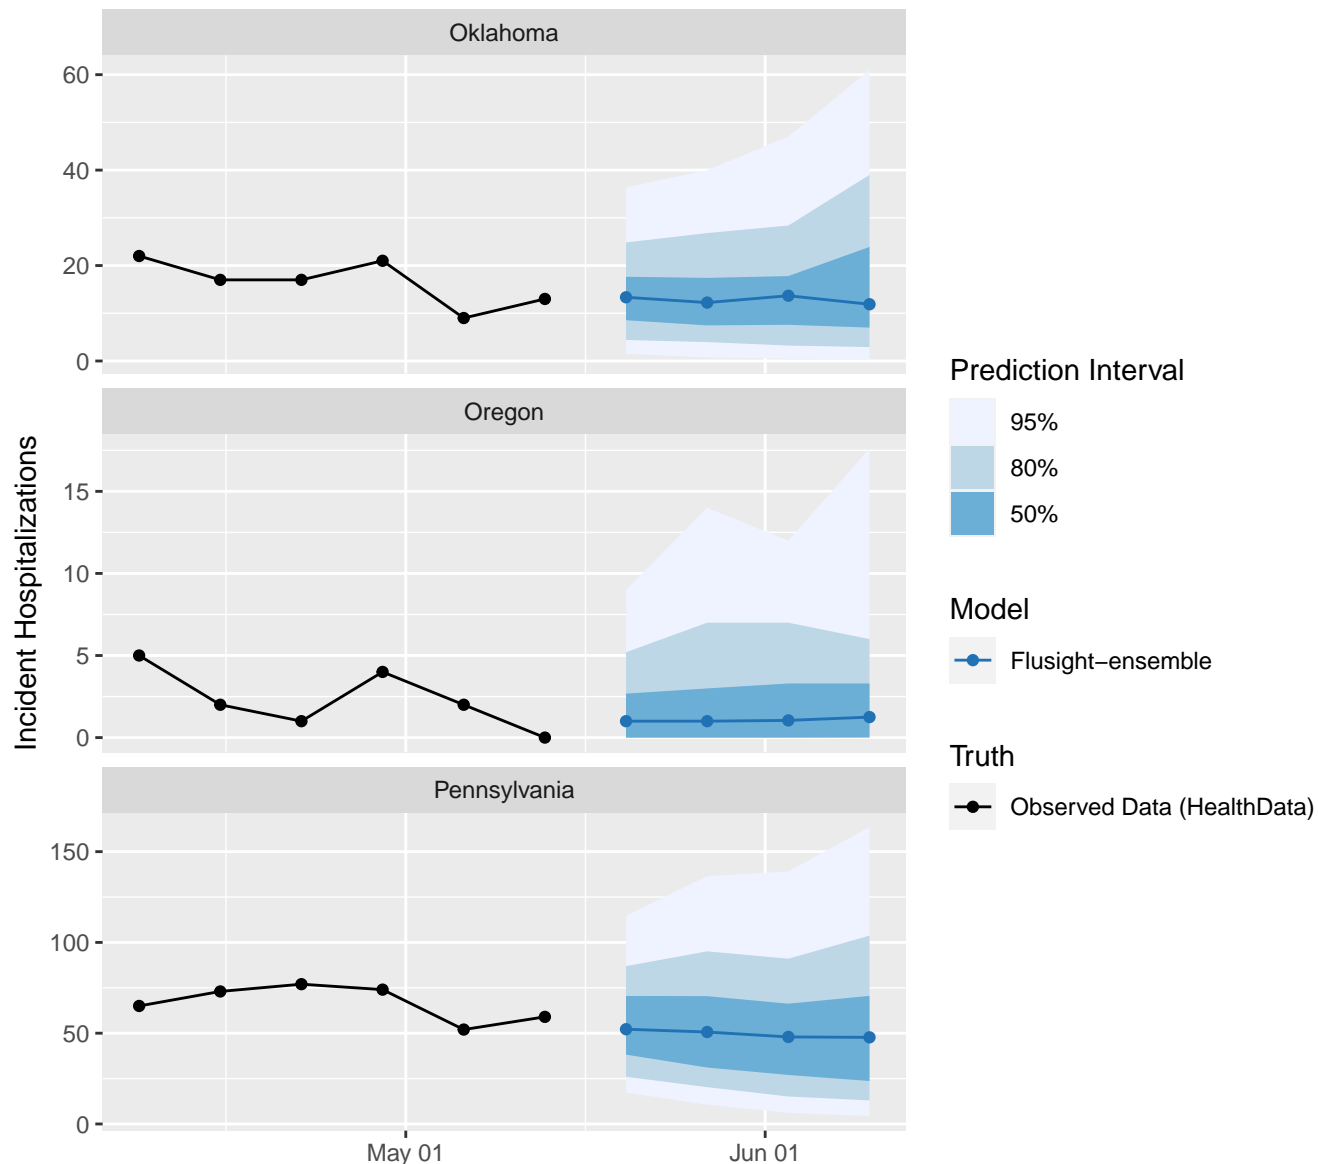 Oklahoma
60
40
20
0
Oregon
15
10
5
0
Pennsylvania
150
100
50
0
May 01
Jun 01
Incident Hospitalizations
Prediction Interval
95%
80%
50%
Model
Flusight−ensemble
Truth
Observed Data (HealthData)